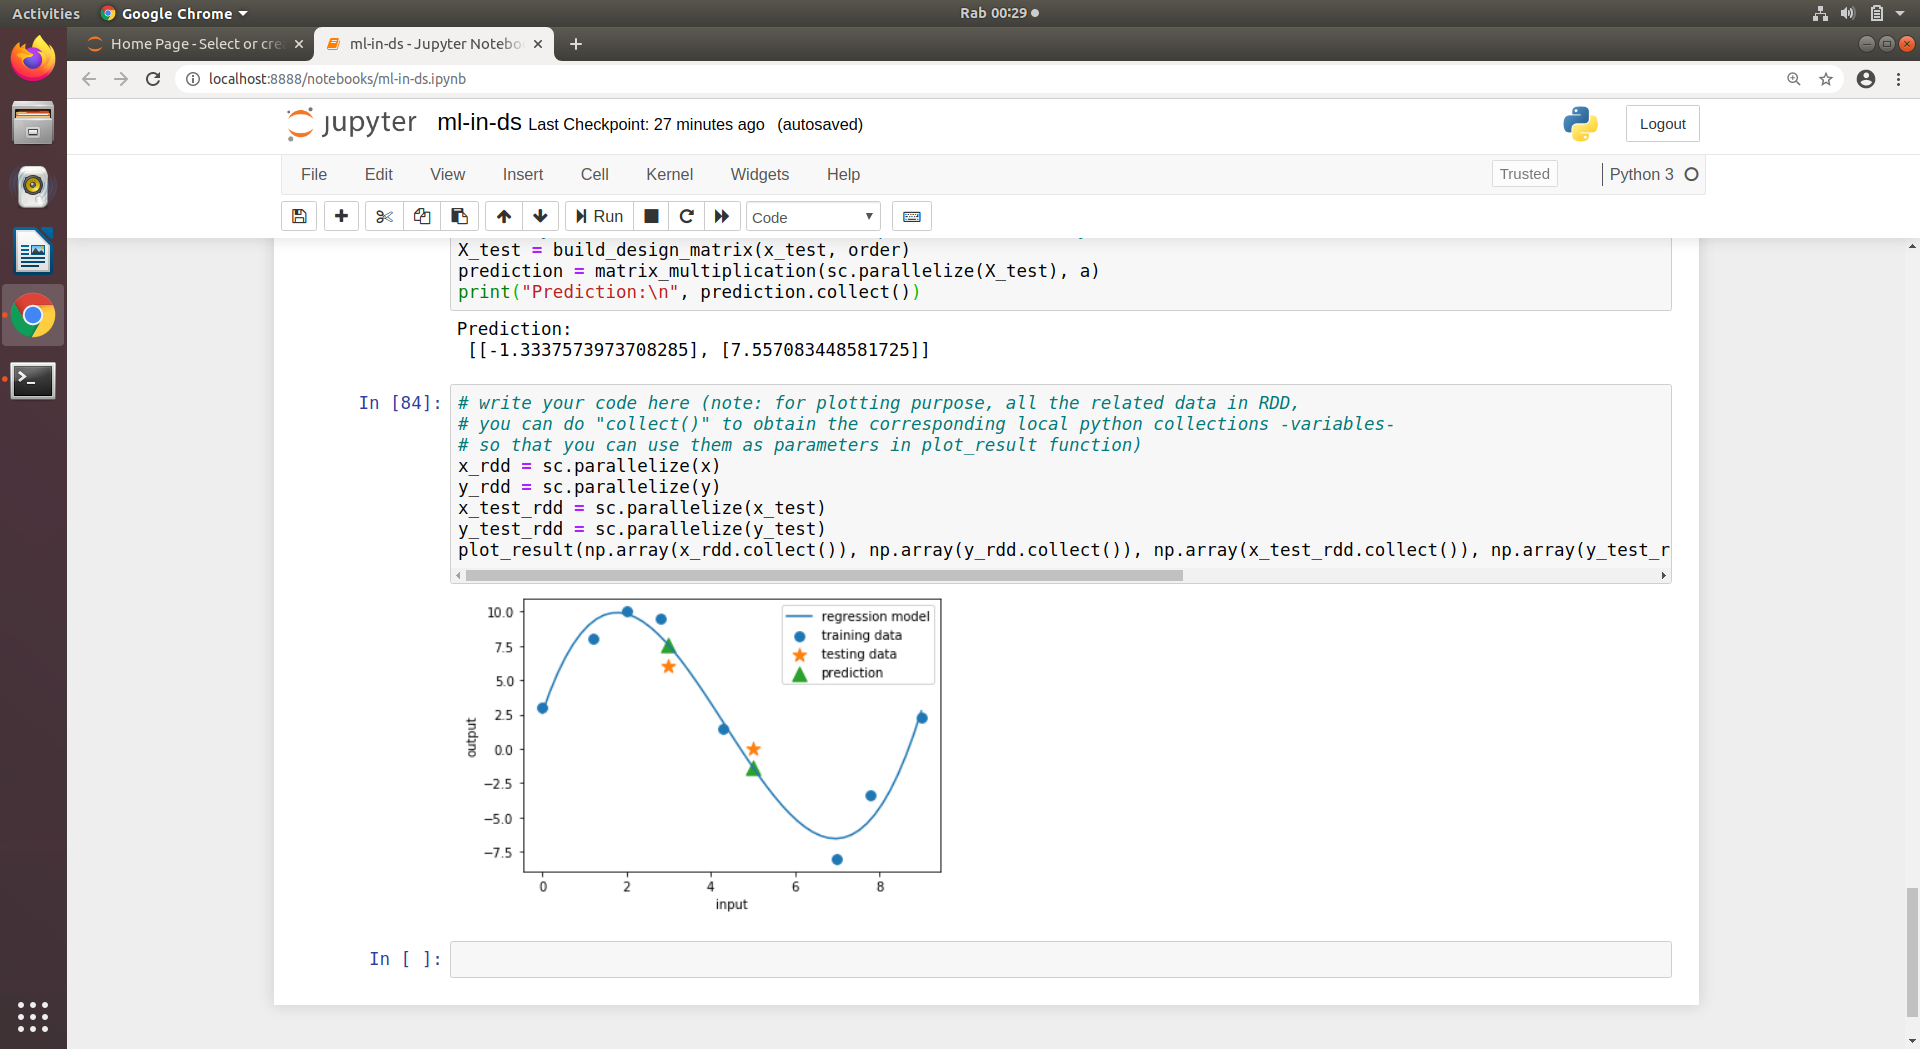 Activities
Google Chrome
Rab 00:29
Home Page - Select or cre
ml-in-ds - Jupyter Notebo
localhost:8888/notebooks/ml-in-ds.ipynb
jupyter
ml-in-ds Last Checkpoint: 27 minutes ago (autosaved)
Logout
File Edit View Insert Cell Kernel Widgets Help
Trusted
Python 3
Run
Code
X_test = build_design_matrix(x_test, order)
prediction = matrix_multiplication(sc.parallelize(X_test), a)
print("Prediction:\n", prediction.collect())
Prediction:
[[-1.3337573973708285], [7.557083448581725]]
In [84]:
# write your code here (note: for plotting purpose, all the related data in RDD,
# you can do "collect()" to obtain the corresponding local python collections -variables-
# so that you can use them as parameters in plot_result function)
x_rdd = sc.parallelize(x)
y_rdd = sc.parallelize(y)
x_test_rdd = sc.parallelize(x_test)
y_test_rdd = sc.parallelize(y_test)
plot_result(np.array(x_rdd.collect()), np.array(y_rdd.collect()), np.array(x_test_rdd.collect()), np.array(y_test_r
10.0
7.5
5.0
2.5
0.0
−2.5
−5.0
−7.5
output
regression model
training data
testing data
prediction
0 2 4 6 8
input
In [ ]: